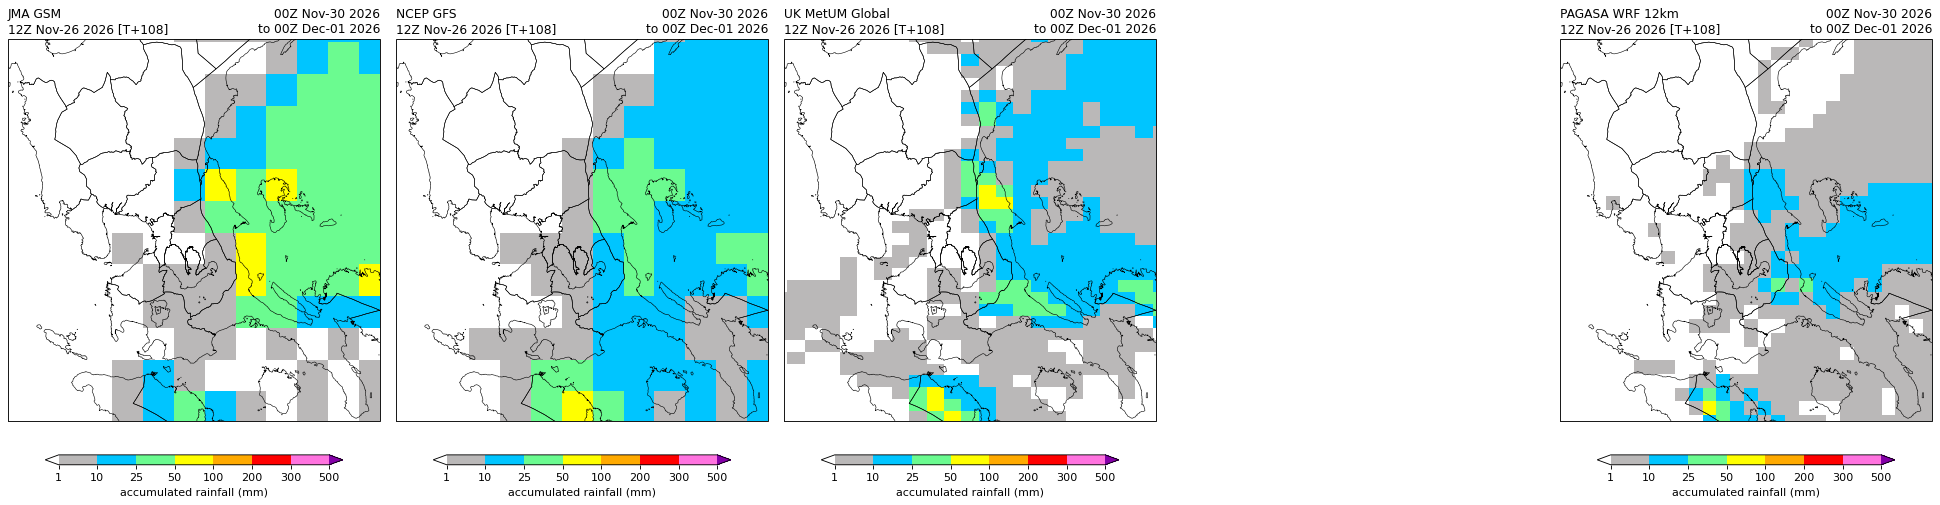 JMA GSM
00Z Nov-30 2026
12Z Nov-26 2026 [T+108]
to 00Z Dec-01 2026
1 10 25 50 100 200 300 500
accumulated rainfall (mm)
NCEP GFS
00Z Nov-30 2026
12Z Nov-26 2026 [T+108]
to 00Z Dec-01 2026
1 10 25 50 100 200 300 500
accumulated rainfall (mm)
UK MetUM Global
00Z Nov-30 2026
12Z Nov-26 2026 [T+108]
to 00Z Dec-01 2026
1 10 25 50 100 200 300 500
accumulated rainfall (mm)
PAGASA WRF 12km
00Z Nov-30 2026
12Z Nov-26 2026 [T+108]
to 00Z Dec-01 2026
1 10 25 50 100 200 300 500
accumulated rainfall (mm)